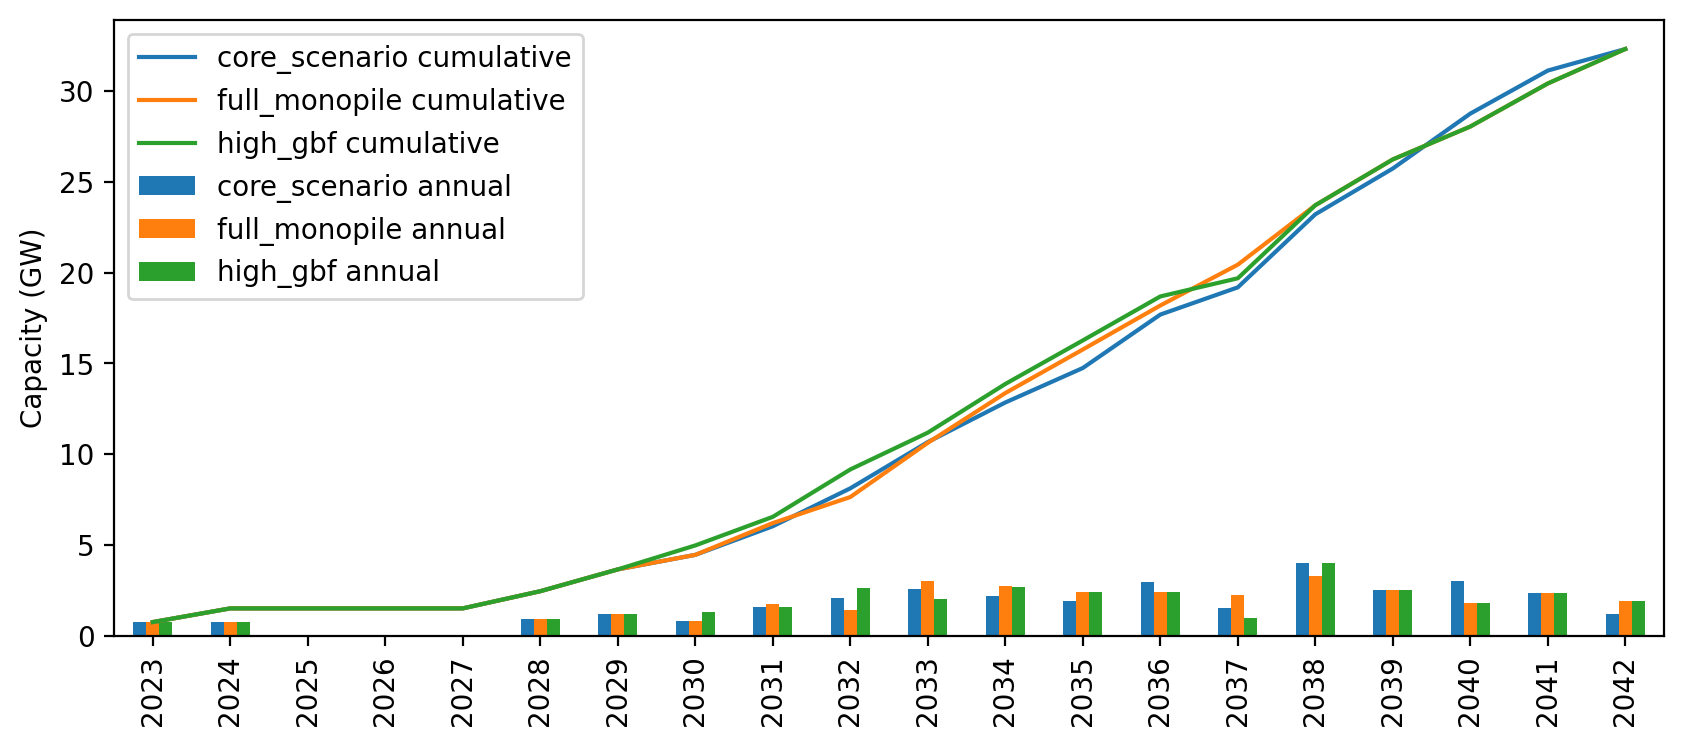 core_scenario cumulative
full_monopile cumulative
high_gbf cumulative
core_scenario annual
full_monopile annual
high_gbf annual
Capacity (GW)
30
25
20
15
10
5
0
2023 2024 2025 2026 2027 2028 2029 2030 2031 2032 2033 2034 2035 2036 2037 2038 2039 2040 2041 2042